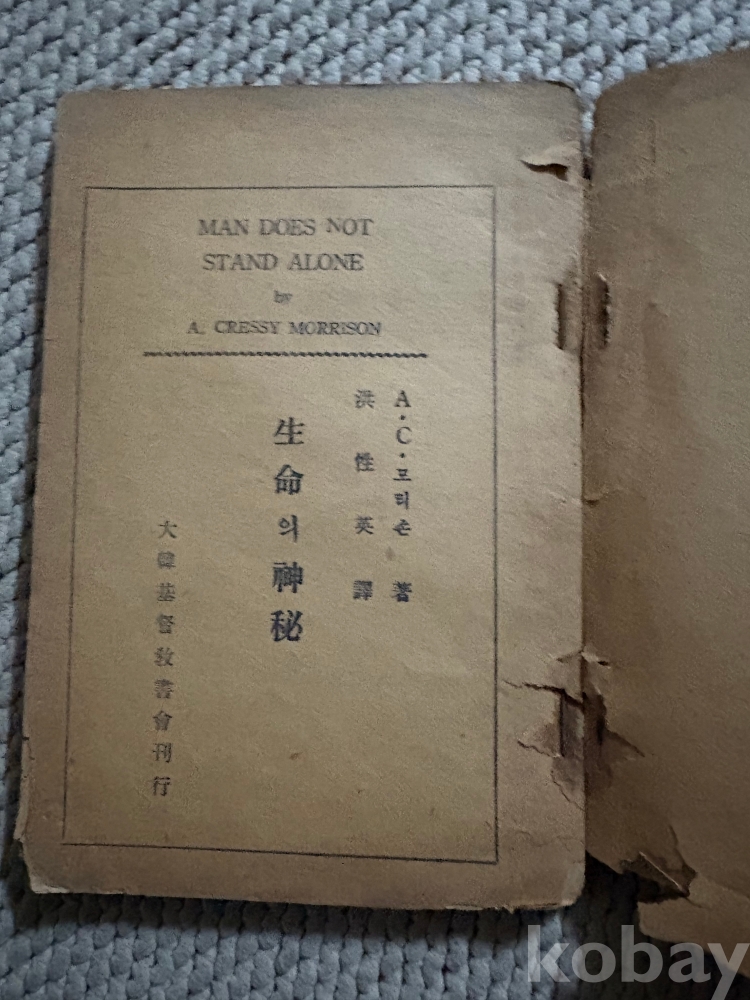 MAN DOES NOT
STAND ALONE
by
A. CRESSY MORRISON
A·C·모리손 著
洪性英 譯
生命의神秘
大韓基督敎書會刊行
kobay